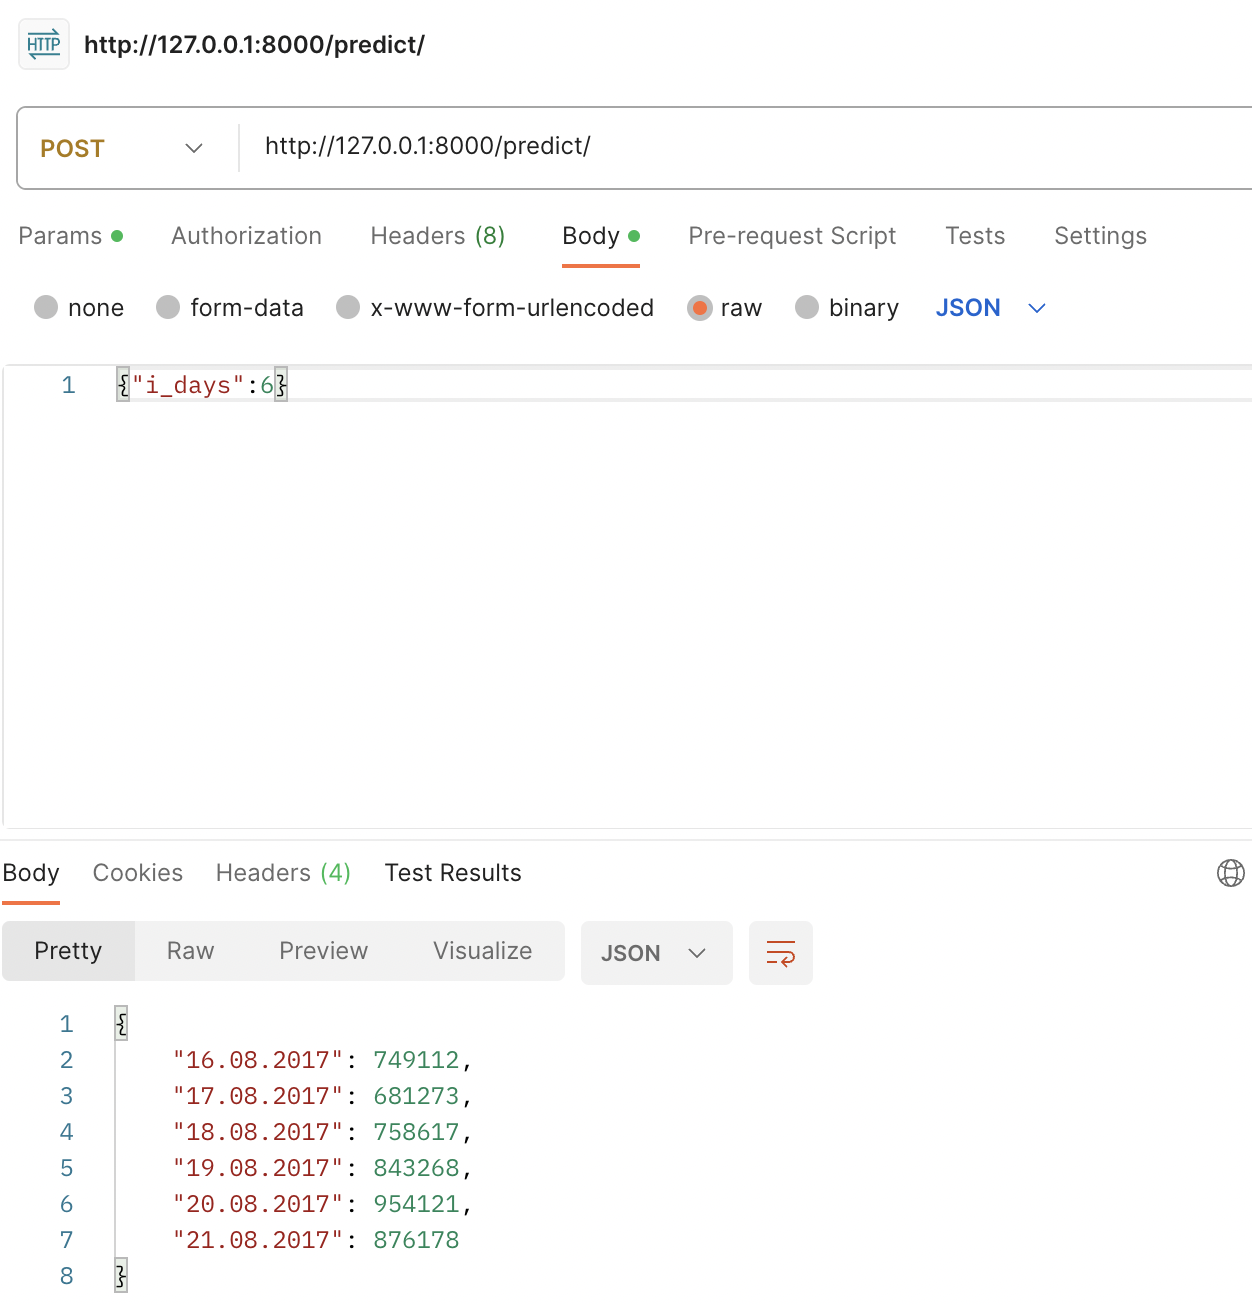 HTTP http://127.0.0.1:8000/predict/
POST http://127.0.0.1:8000/predict/
Params Authorization Headers (8) Body Pre-request Script Tests Settings
none form-data x-www-form-urlencoded raw binary JSON
1 {"i_days":6}
Body Cookies Headers (4) Test Results
Pretty Raw Preview Visualize JSON
1 {
2 "16.08.2017": 749112,
3 "17.08.2017": 681273,
4 "18.08.2017": 758617,
5 "19.08.2017": 843268,
6 "20.08.2017": 954121,
7 "21.08.2017": 876178
8 }